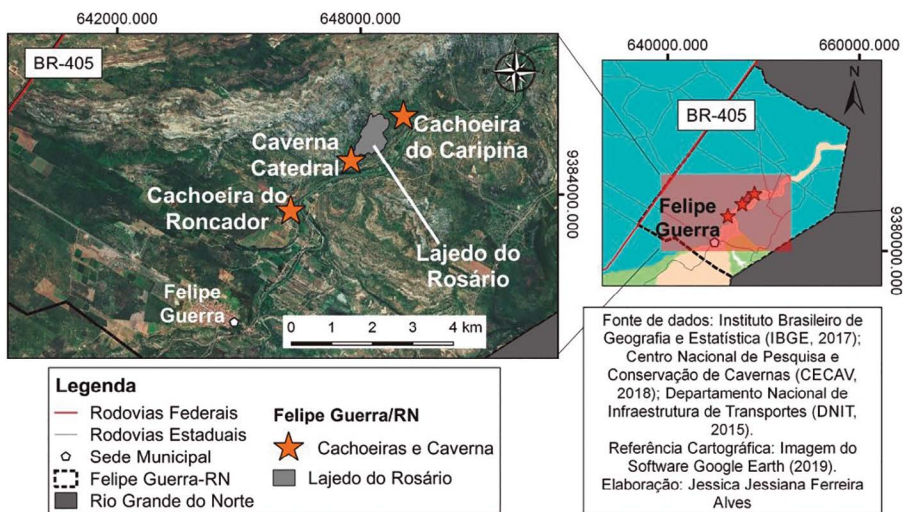 642000.000
648000.000
BR-405
Caverna
Catedral
Cachoeira
do Caripina
Cachoeira do
Roncador
Lajedo do
Rosário
Felipe
Guerra
0 1 2 3 4 km
9384000.000
640000.000
660000.000
N
BR-405
Felipe
Guerra
9380000.000
Legenda
Rodovias Federais
Rodovias Estaduais
Sede Municipal
Felipe Guerra-RN
Rio Grande do Norte
Felipe Guerra/RN
Cachoeiras e Caverna
Lajedo do Rosário
Fonte de dados: Instituto Brasileiro de
Geografia e Estatística (IBGE, 2017);
Centro Nacional de Pesquisa e
Conservação de Cavernas (CECAV,
2018); Departamento Nacional de
Infraestrutura de Transportes (DNIT,
2015).
Referência Cartográfica: Imagem do
Software Google Earth (2019).
Elaboração: Jessica Jessiana Ferreira
Alves